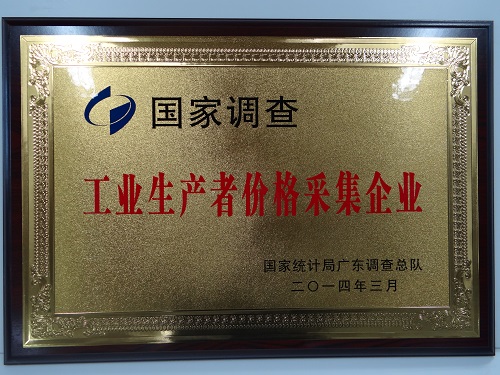 国家调查
工业生产者价格采集企业
国家统计局广东调查总队
二〇一四年三月